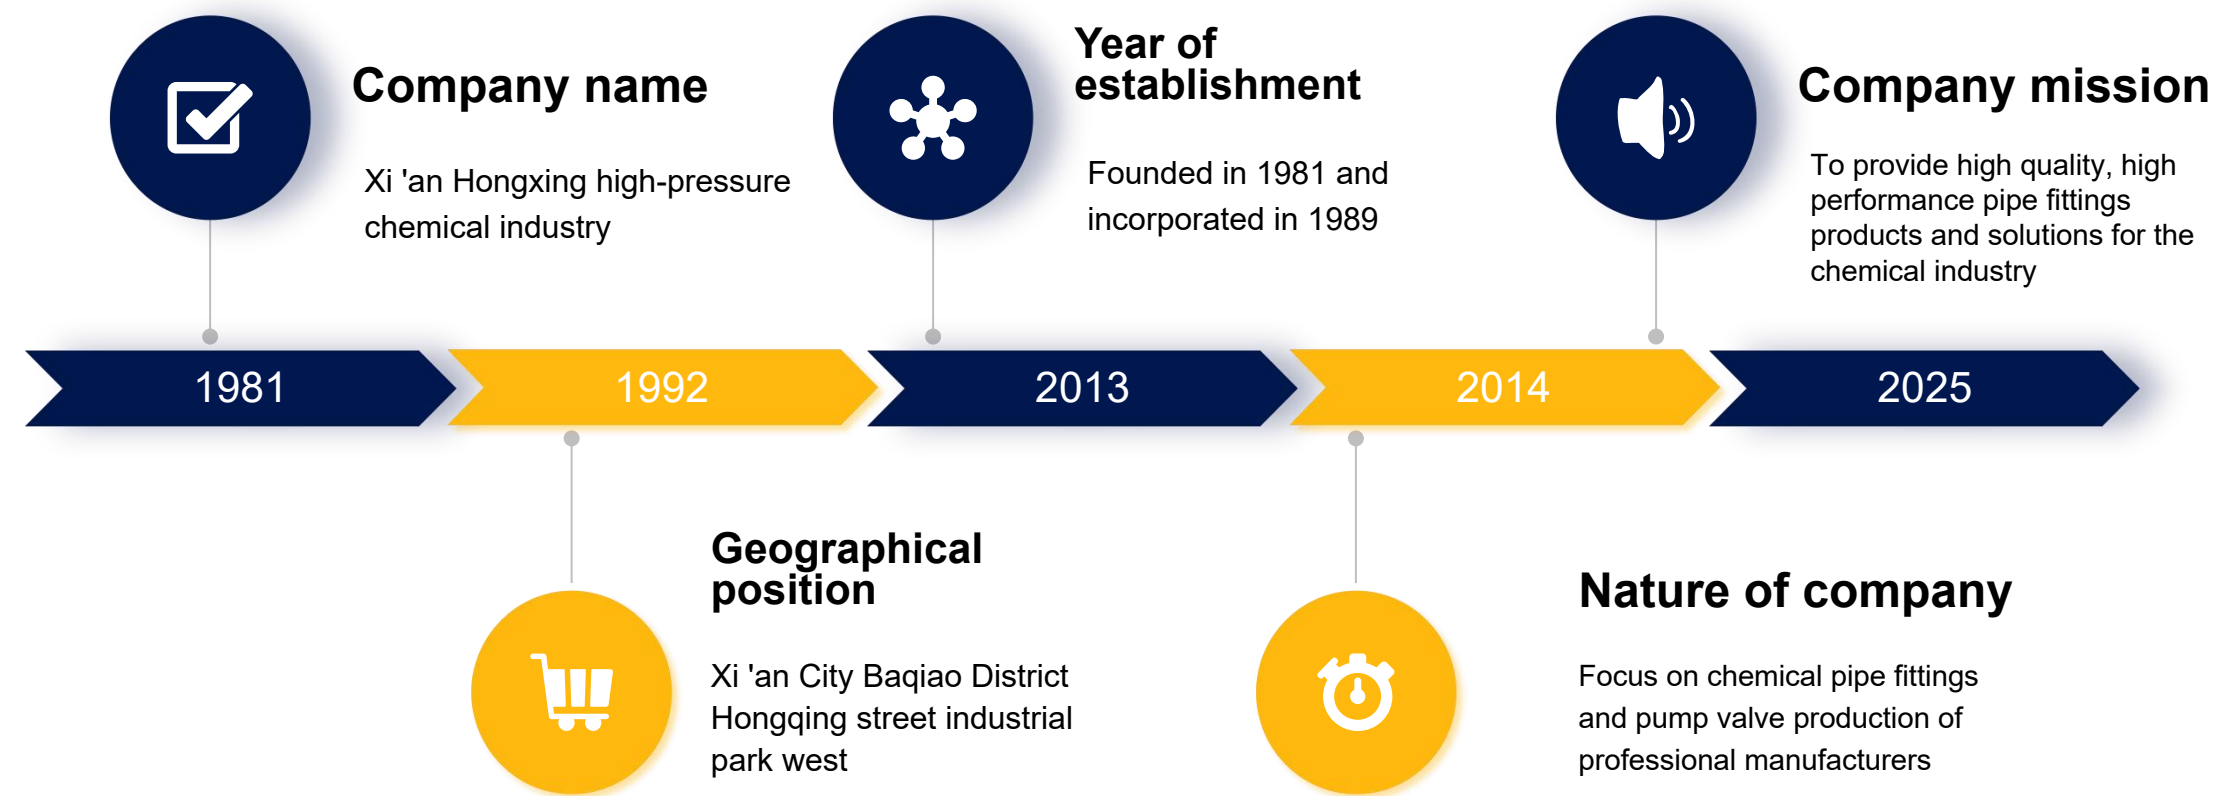 Company name
Xi 'an Hongxing high-pressure
chemical industry
Year of
establishment
Founded in 1981 and
incorporated in 1989
Company mission
To provide high quality, high
performance pipe fittings
products and solutions for the
chemical industry
1981
1992
2013
2014
2025
Geographical
position
Xi 'an City Baqiao District
Hongqing street industrial
park west
Nature of company
Focus on chemical pipe fittings
and pump valve production of
professional manufacturers